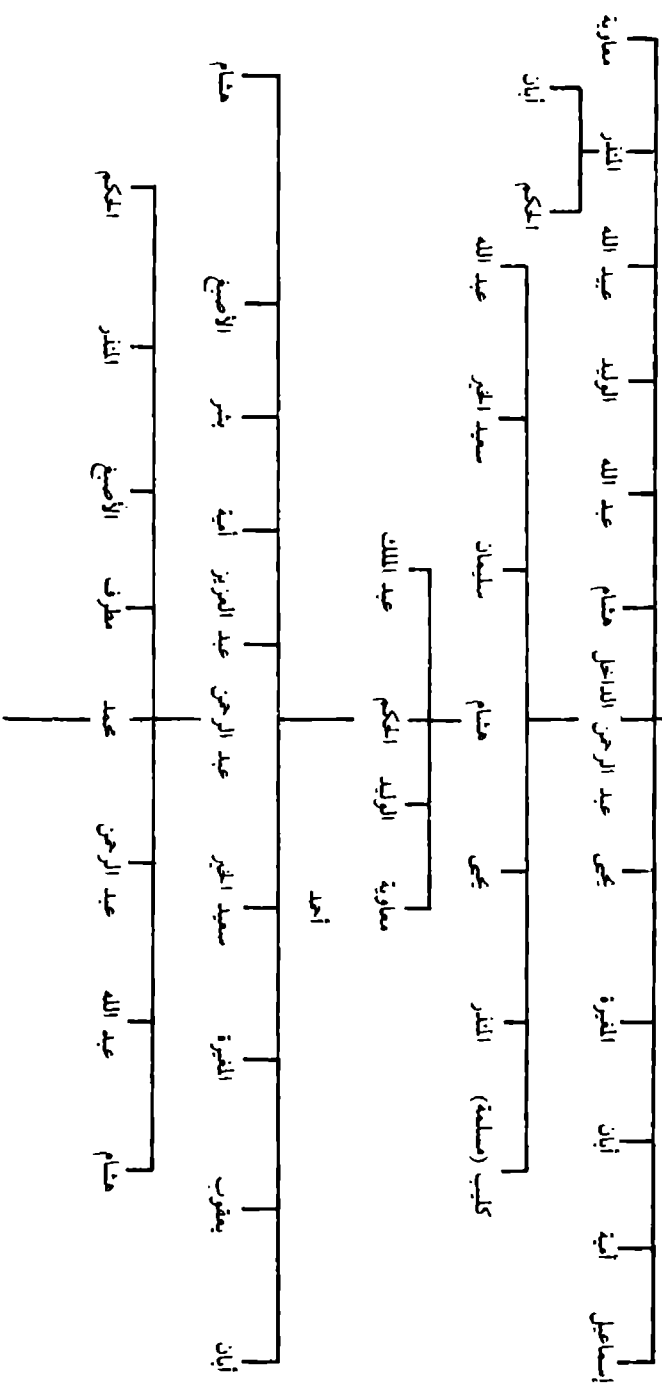 إسماعيل أمية أبان المغيرة يحيى عبد الرحمن الداخل هشام عبد الله الوليد عبيد الله المنذر معاوية
الحكم أبان
كليب (مسلمة) المنذر يحيى هشام سليمان سعيد الخير عبد الله
معاوية الوليد الحكم عبد الملك
أحمد
أبان يعقوب المغيرة سعيد الخير عبد الرحمن عبد العزيز أمية بشر الأصبغ هشام
هشام عبد الله عبد الرحمن محمد مطرف الأصبغ المنذر الحكم